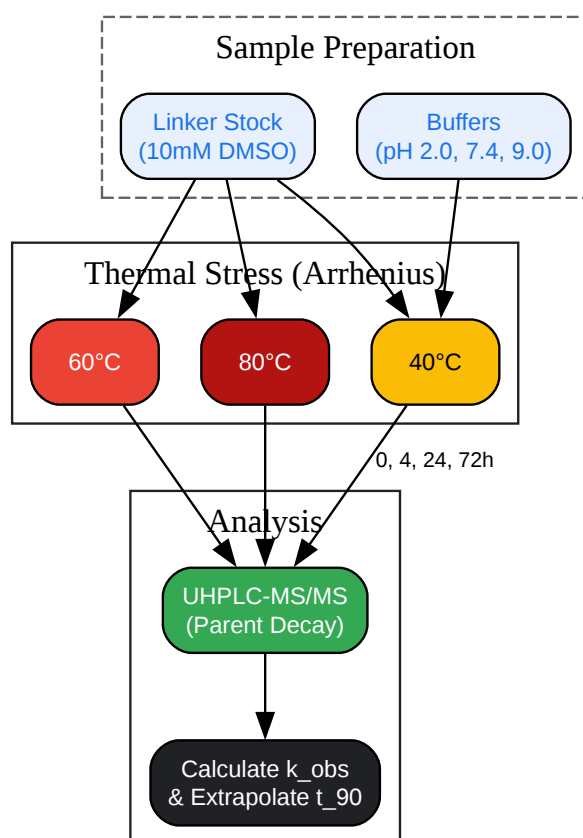 Sample Preparation
Linker Stock
(10mM DMSO)
Buffers
(pH 2.0, 7.4, 9.0)
Thermal Stress (Arrhenius)
60°C
80°C
40°C
0, 4, 24, 72h
Analysis
UHPLC-MS/MS
(Parent Decay)
Calculate k_obs
& Extrapolate t_90